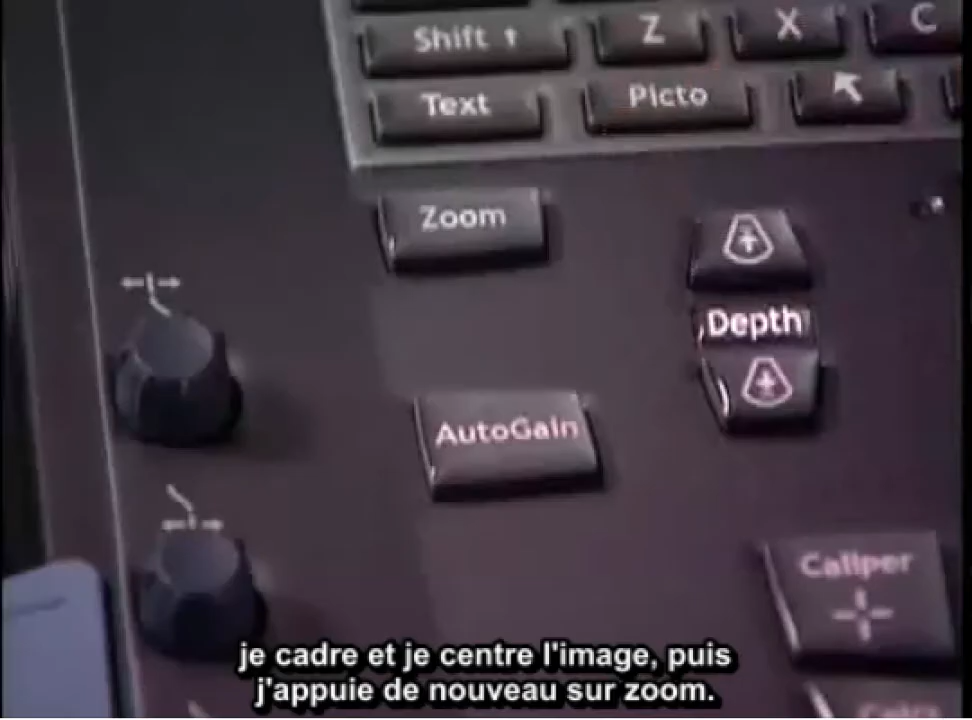 Shift ↑
Z
X
C
Text
Picto
Zoom
Depth
AutoGain
Caliper
je cadre et je centre l'image, puis
j'appuie de nouveau sur zoom.